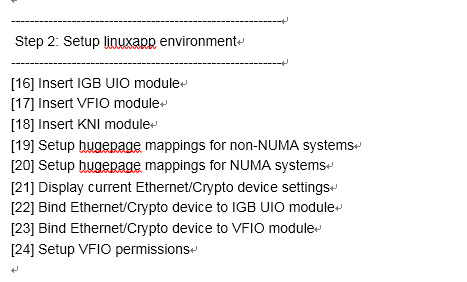 ----------------------------------------------------------
Step 2: Setup linuxapp environment
----------------------------------------------------------
[16] Insert IGB UIO module
[17] Insert VFIO module
[18] Insert KNI module
[19] Setup hugepage mappings for non-NUMA systems
[20] Setup hugepage mappings for NUMA systems
[21] Display current Ethernet/Crypto device settings
[22] Bind Ethernet/Crypto device to IGB UIO module
[23] Bind Ethernet/Crypto device to VFIO module
[24] Setup VFIO permissions